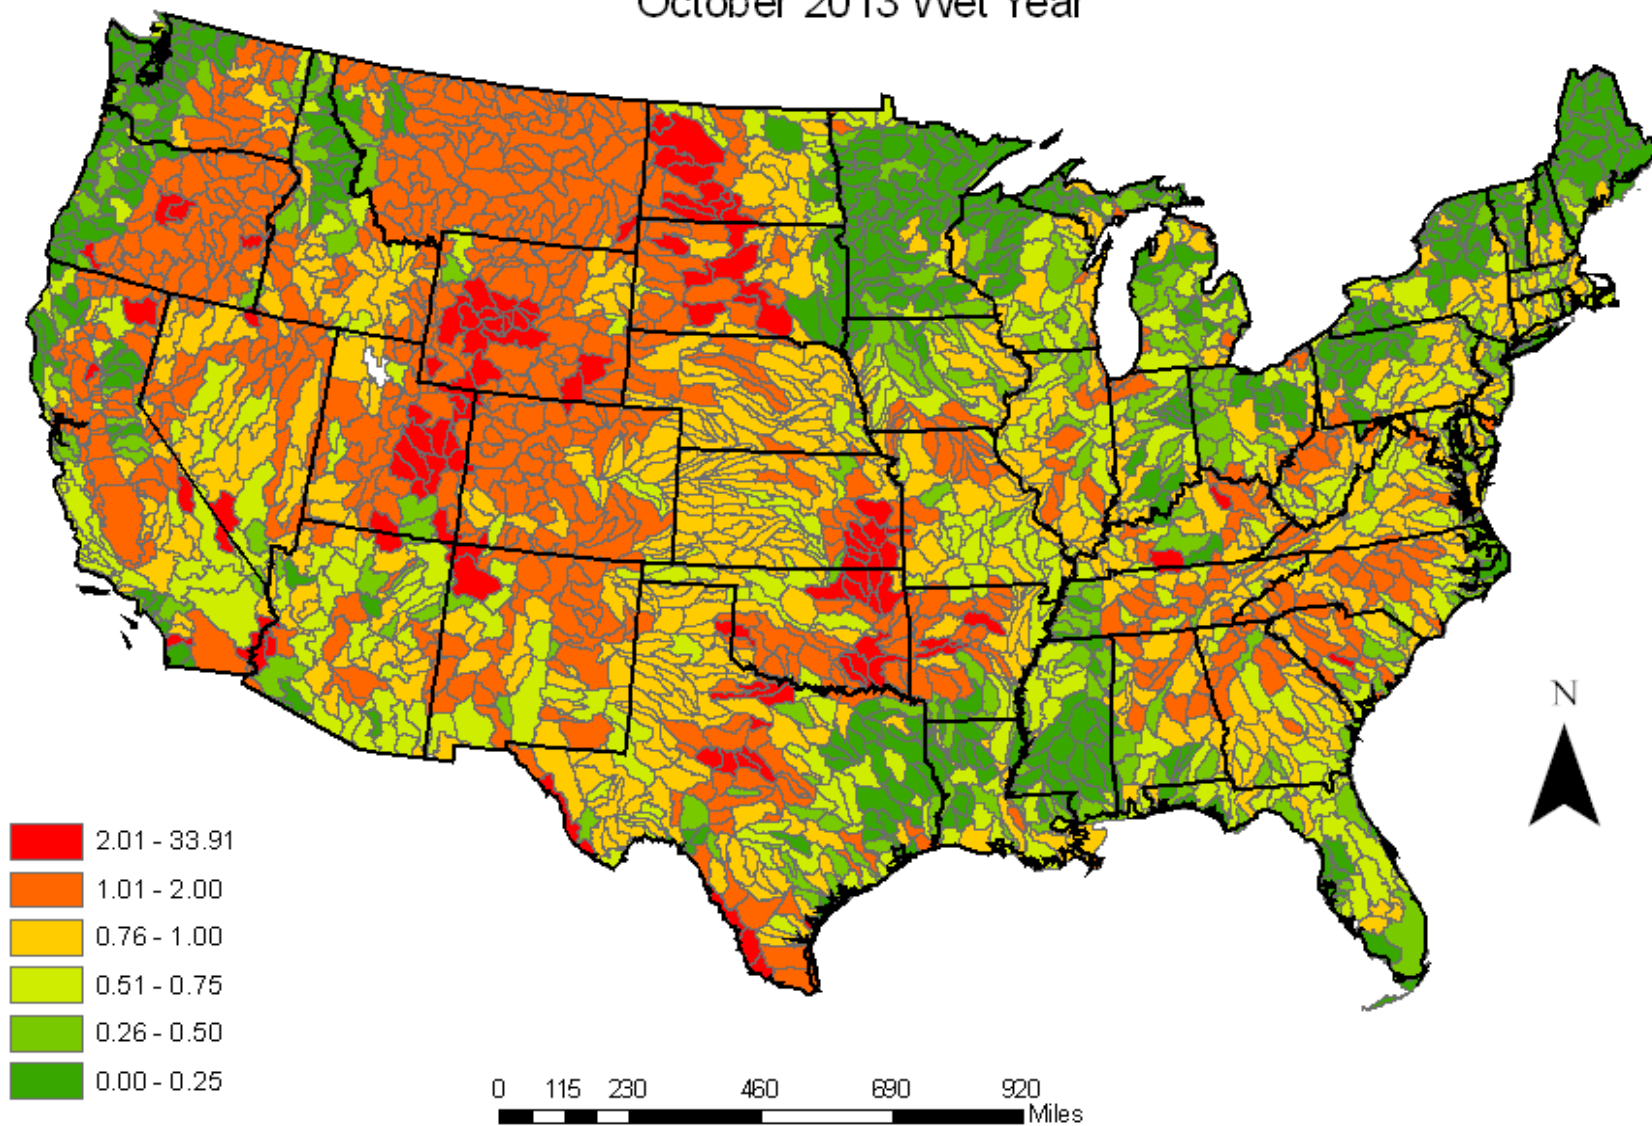 October 2013 Wet Year
N
2.01 - 33.91
1.01 - 2.00
0.76 - 1.00
0.51 - 0.75
0.26 - 0.50
0.00 - 0.25
0 115 230 460 690 920
Miles